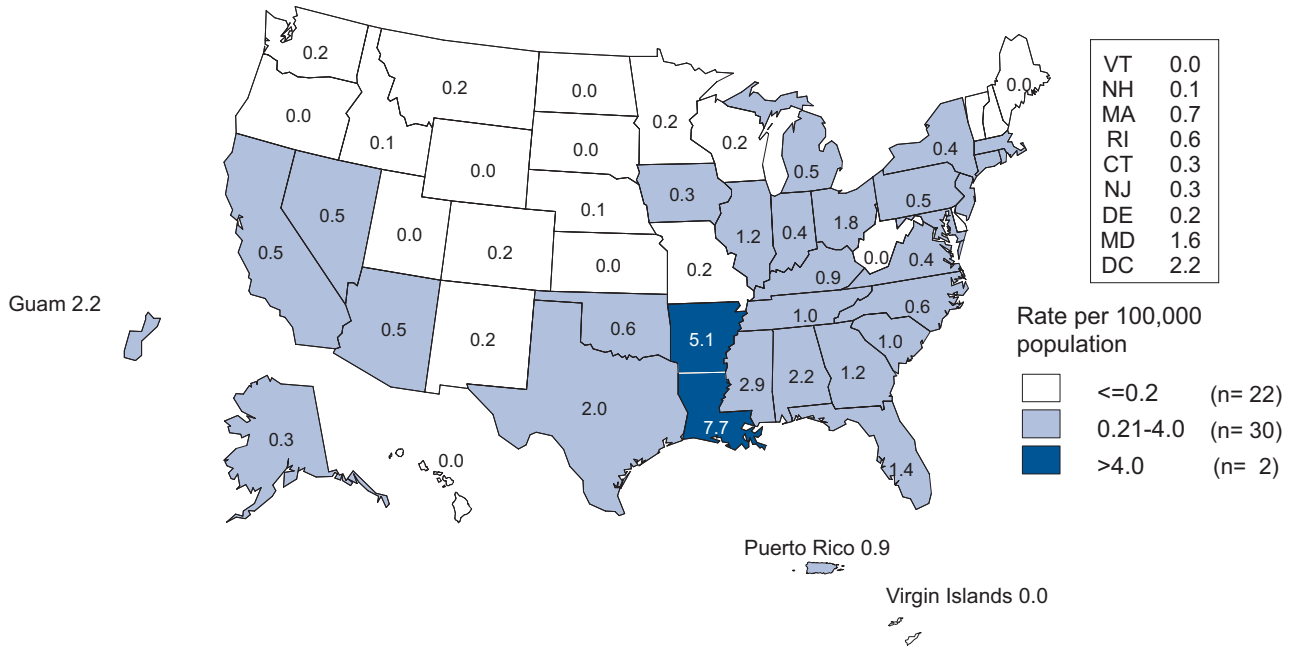 0.2
0.2
0.0
0.0
0.1
0.0
0.0
0.2
0.2
0.5
0.4
0.0
VT 0.0
NH 0.1
MA 0.7
RI 0.6
CT 0.3
NJ 0.3
DE 0.2
MD 1.6
DC 2.2
0.5
0.5
0.0
0.2
0.1
0.0
0.3
0.2
1.2
0.4
1.8
0.5
0.0
0.4
0.9
0.5
0.2
0.6
5.1
1.0
0.6
1.0
Guam 2.2
2.0
7.7
2.9
2.2
1.2
1.4
Rate per 100,000
population
<=0.2 (n= 22)
0.21-4.0 (n= 30)
>4.0 (n= 2)
0.3
0.0
Puerto Rico 0.9
Virgin Islands 0.0